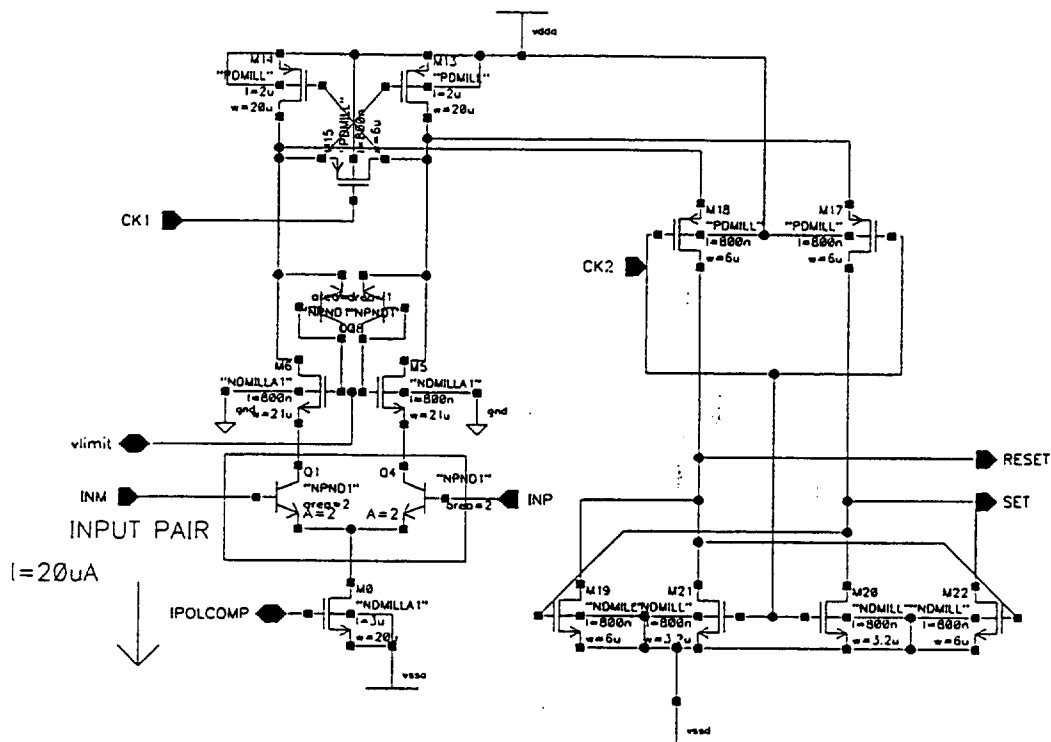 vdda
M14
"PDMILL"
l=2u
w=20u
M13
"PDMILL"
l=2u
w=20u
M15
"PDMILL"
l=800n
w=6u
CK1
M18
"PDMILL"
l=800n
w=6u
M17
"PDMILL"
l=800n
w=6u
CK2
"NPND1"
"NPND1"
M6
"NDMILLA1"
l=800n
w=21u
gnd
M5
"NDMILLA1"
l=800n
w=21u
gnd
vlimit
RESET
SET
Q1
"NPND1"
area=2
A=2
Q4
"NPND1"
area=2
A=2
INM
INP
INPUT PAIR
I=20uA
M0
"NDMILLA1"
l=3u
w=20u
IPOLCOMP
vssa
M19
l=800n
w=6u
M21
"NDMILL"
l=800n
w=3.2u
M20
"NDMILL"
l=800n
w=3.2u
M22
"NDMILL"
l=800n
w=6u
vssd